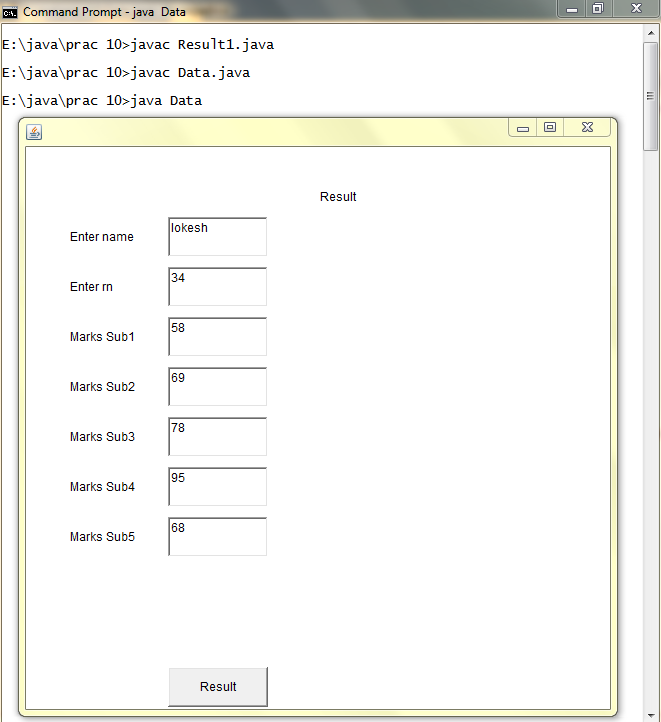 Command Prompt - java  Data
E:\java\prac 10>javac Result1.java
E:\java\prac 10>javac Data.java
E:\java\prac 10>java Data
Result
Enter name lokesh
Enter rn 34
Marks Sub1 58
Marks Sub2 69
Marks Sub3 78
Marks Sub4 95
Marks Sub5 68
Result